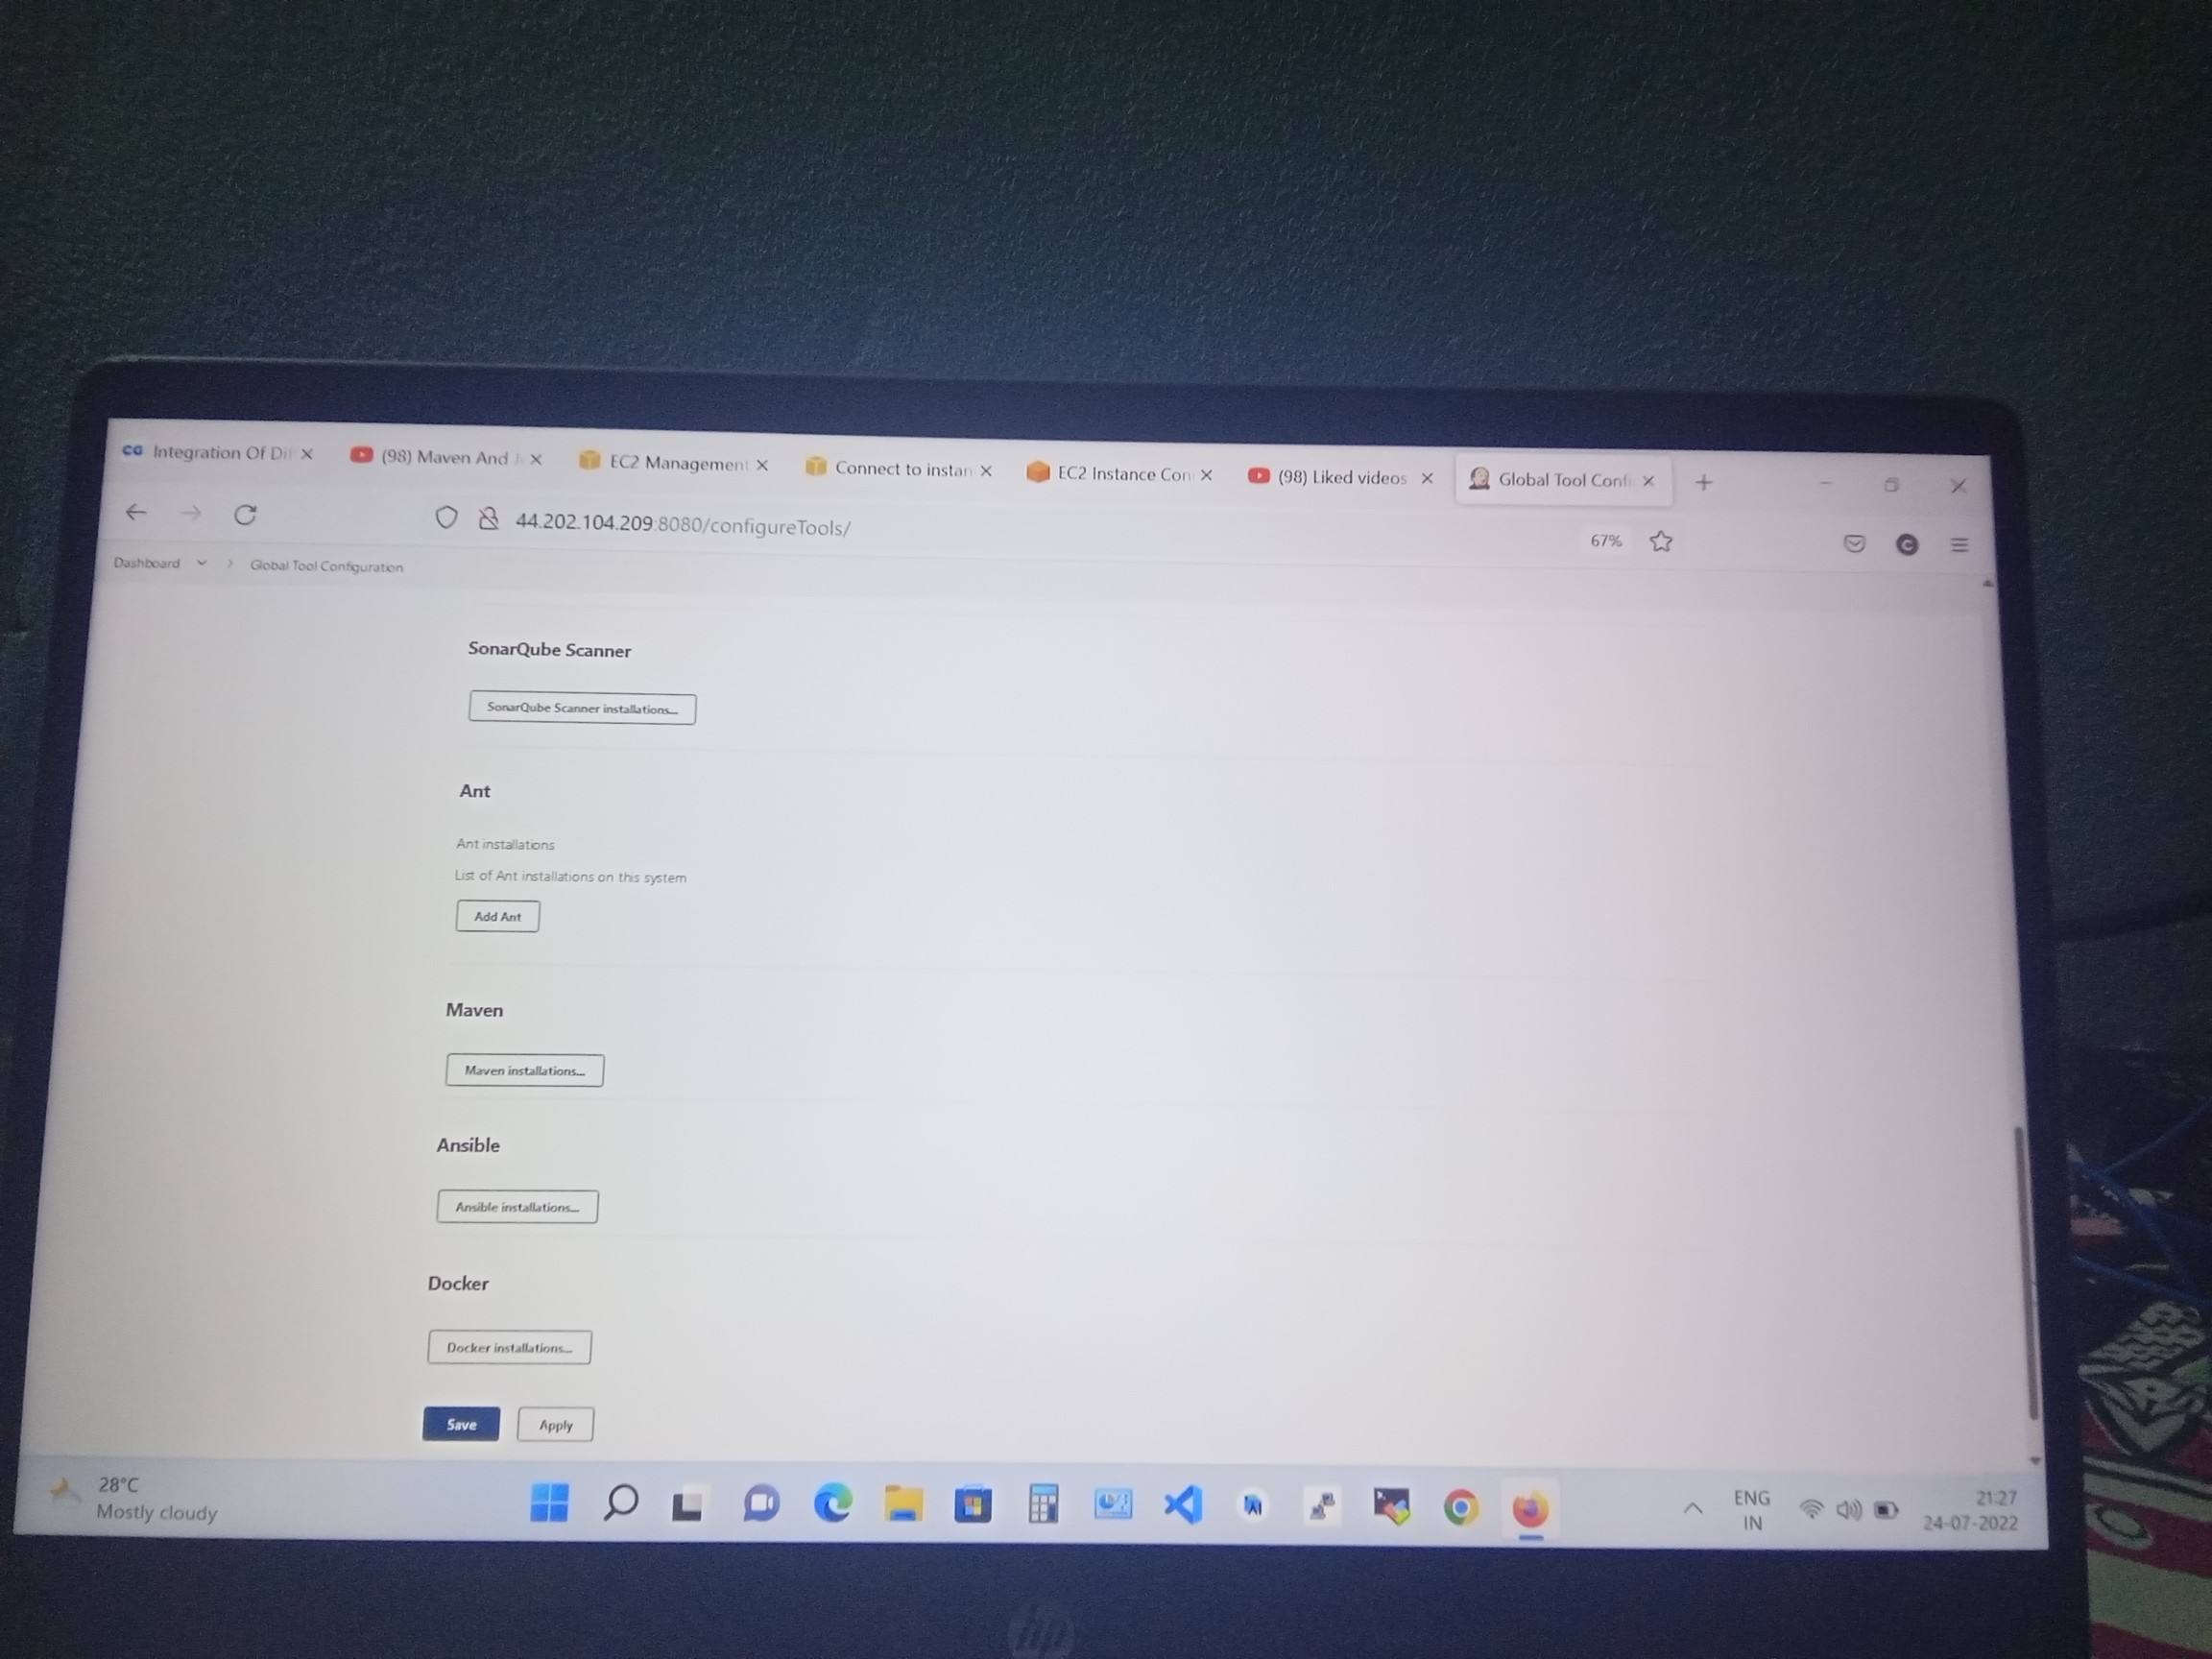 CG Integration Of Di
(98) Maven And J
EC2 Management
Connect to instan
EC2 Instance Con
(98) Liked videos
Global Tool Conf
44.202.104.209:8080/configureTools/
67%
Dashboard
Global Tool Configuration
SonarQube Scanner
SonarQube Scanner installations...
Ant
Ant installations
List of Ant installations on this system
Add Ant
Maven
Maven installations...
Ansible
Ansible installations...
Docker
Docker installations...
Save
Apply
28°C
Mostly cloudy
ENG
IN
21:27
24-07-2022
hp